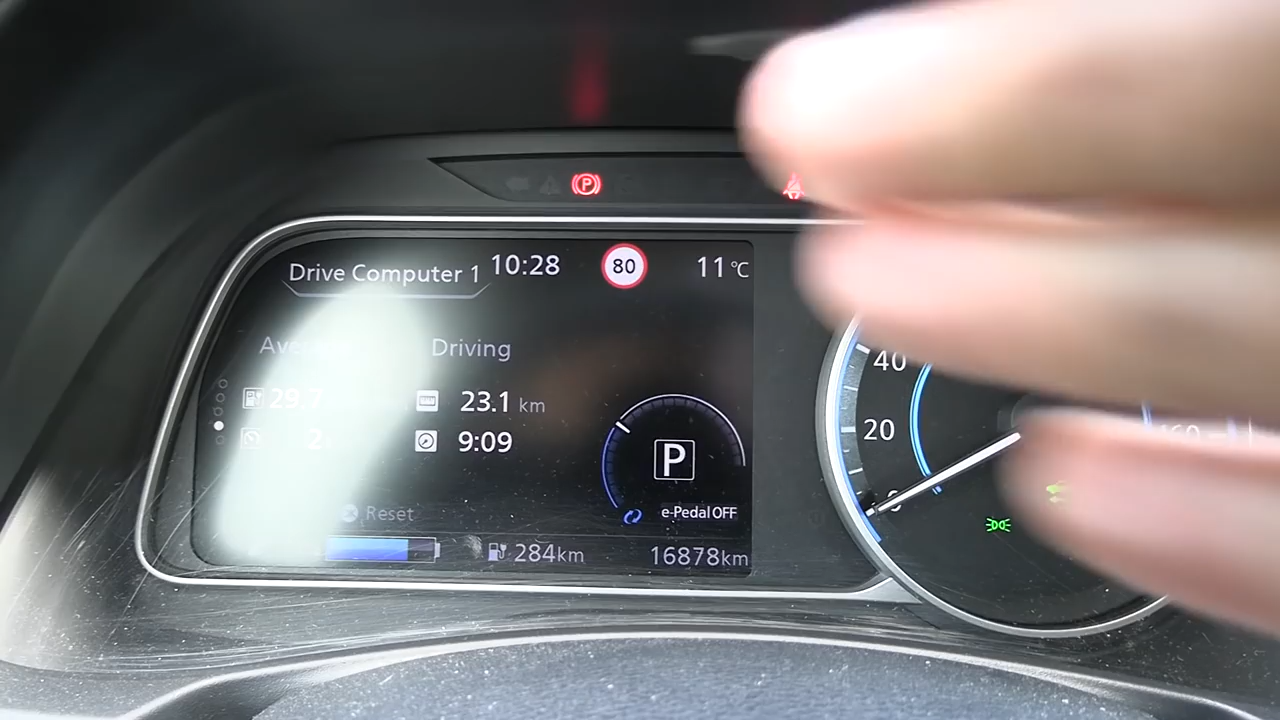 P
Drive Computer 1 10:28 80 11°C
Driving
23.1 km
9:09
P
Reset
e-Pedal OFF
284km 16878km
40
20